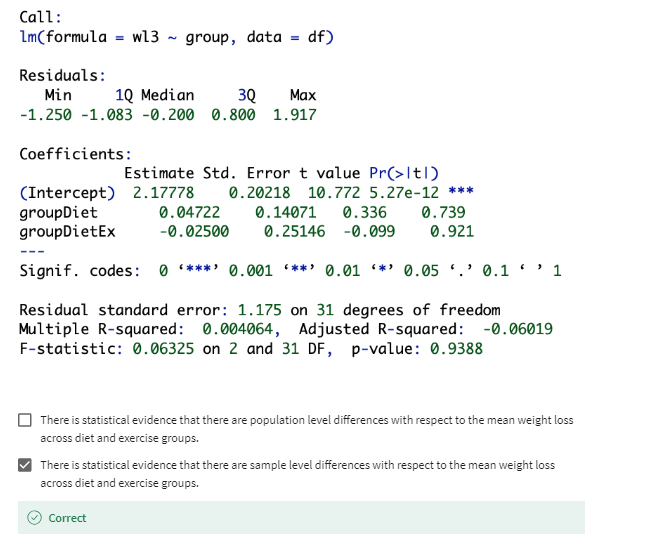 Call:
lm(formula = wl3 ~ group, data = df)
Residuals:
Min 1Q Median 3Q Max
-1.250 -1.083 -0.200 0.800 1.917
Coefficients:
Estimate Std. Error t value Pr(>|t|)
(Intercept) 2.17778 0.20218 10.772 5.27e-12 ***
groupDiet 0.04722 0.14071 0.336 0.739
groupDietEx -0.02500 0.25146 -0.099 0.921
---
Signif. codes: 0 ‘***’ 0.001 ‘**’ 0.01 ‘*’ 0.05 ‘.’ 0.1 ‘ ’ 1
Residual standard error: 1.175 on 31 degrees of freedom
Multiple R-squared: 0.004064, Adjusted R-squared: -0.06019
F-statistic: 0.06325 on 2 and 31 DF, p-value: 0.9388
There is statistical evidence that there are population level differences with respect to the mean weight loss
across diet and exercise groups.
There is statistical evidence that there are sample level differences with respect to the mean weight loss
across diet and exercise groups.
Correct